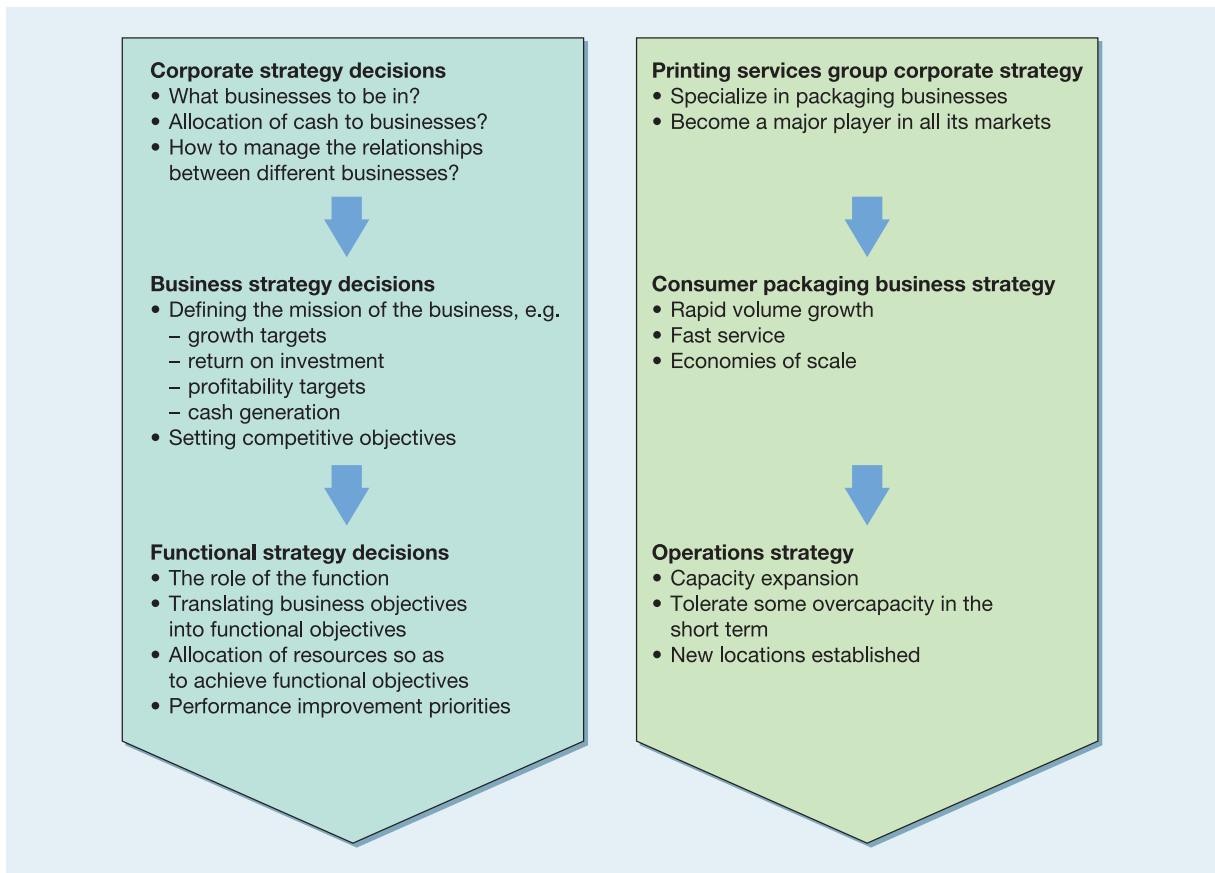 Corporate strategy decisions
• What businesses to be in?
• Allocation of cash to businesses?
• How to manage the relationships
between different businesses?
Business strategy decisions
• Defining the mission of the business, e.g.
– growth targets
– return on investment
– profitability targets
– cash generation
• Setting competitive objectives
Functional strategy decisions
• The role of the function
• Translating business objectives
into functional objectives
• Allocation of resources so as
to achieve functional objectives
• Performance improvement priorities
Printing services group corporate strategy
• Specialize in packaging businesses
• Become a major player in all its markets
Consumer packaging business strategy
• Rapid volume growth
• Fast service
• Economies of scale
Operations strategy
• Capacity expansion
• Tolerate some overcapacity in the
short term
• New locations established